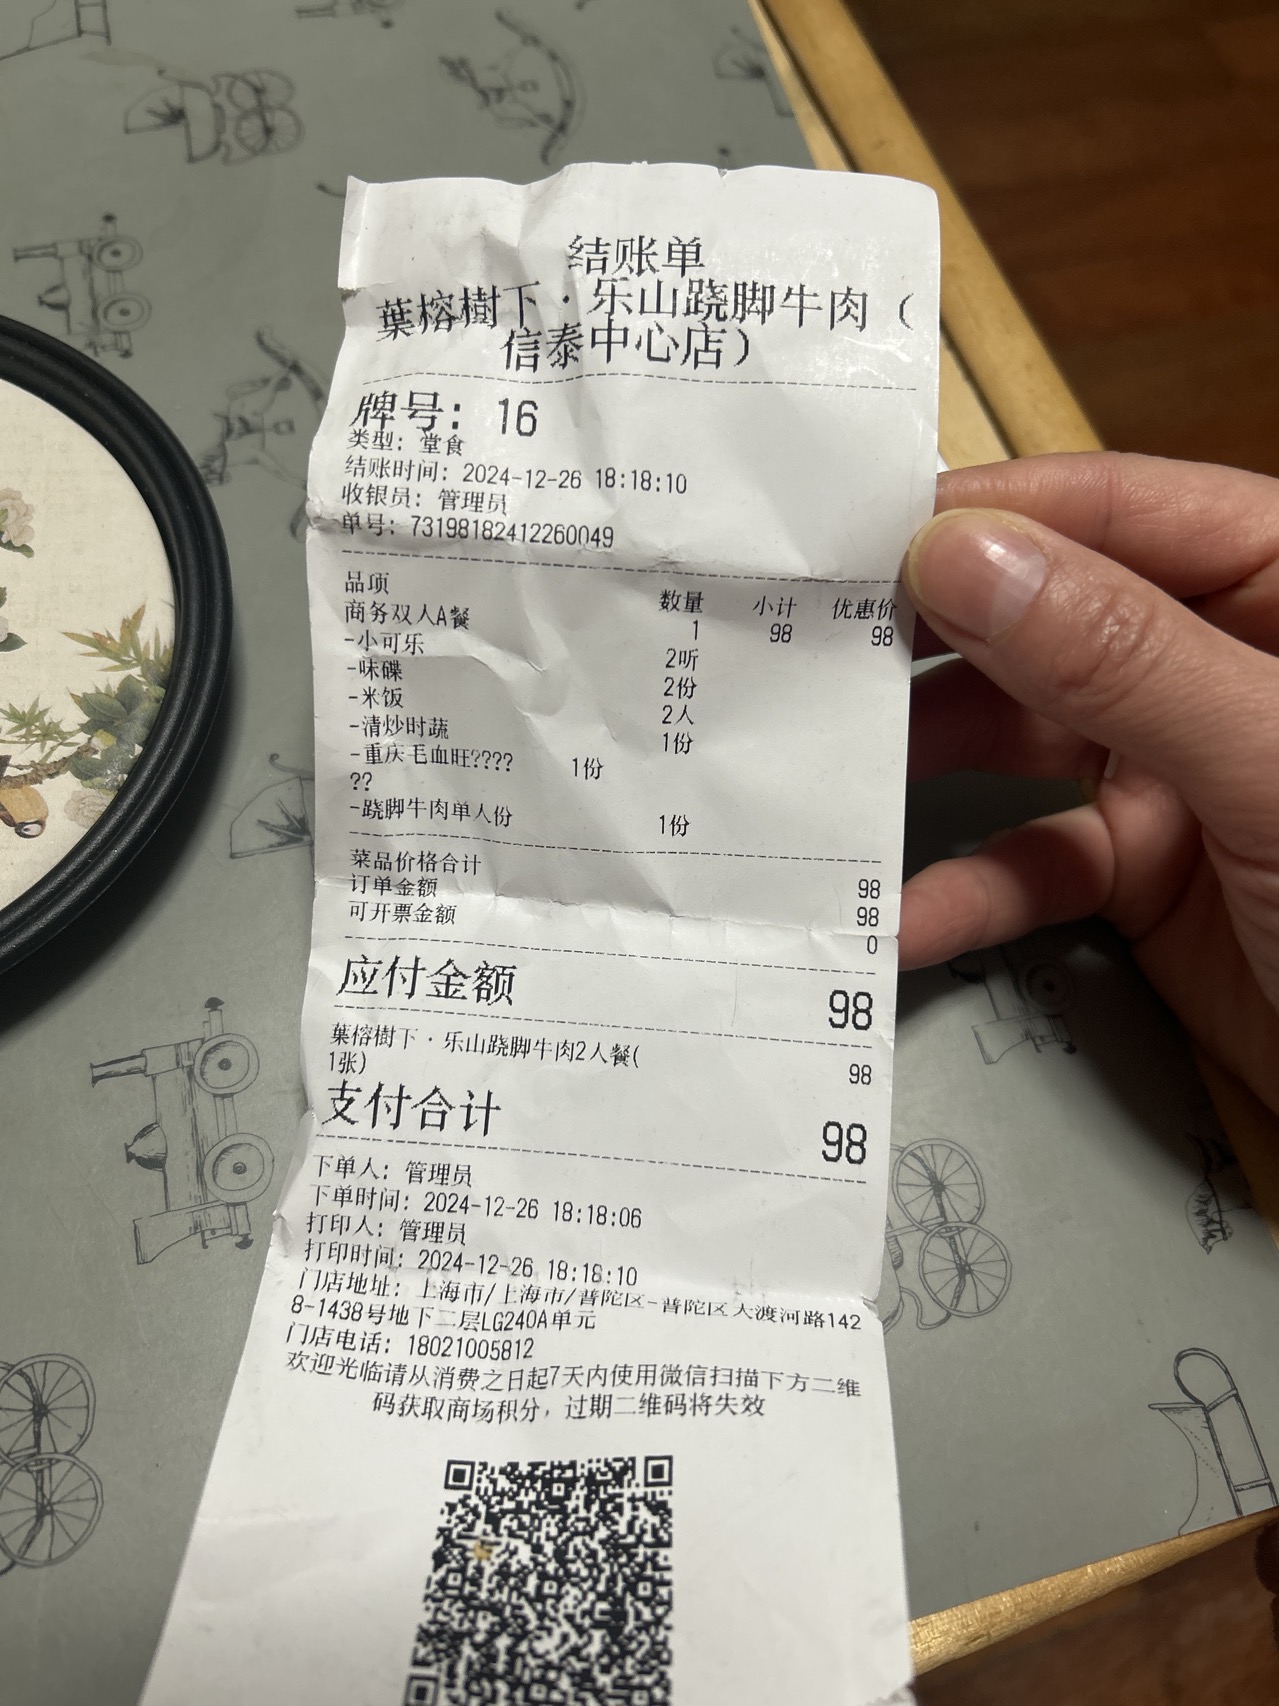 结账单
葉榕樹下·乐山跷脚牛肉（
信泰中心店）
牌号: 16
类型: 堂食
结账时间: 2024-12-26 18:18:10
收银员: 管理员
单号: 73198182412260049
品项 数量 小计 优惠价
商务双人A餐 1 98 98
-小可乐 2听
-味碟 2份
-米饭 2人
-清炒时蔬 1份
-重庆毛血旺???? 1份
??
-跷脚牛肉单人份 1份
菜品价格合计 98
订单金额 98
可开票金额 0
应付金额 98
葉榕樹下·乐山跷脚牛肉2人餐( 98
1张)
支付合计 98
下单人: 管理员
下单时间: 2024-12-26 18:18:06
打印人: 管理员
打印时间: 2024-12-26 18:18:10
门店地址: 上海市/上海市/普陀区-普陀区大渡河路142
8-1438号地下二层LG240A单元
门店电话: 18021005812
欢迎光临请从消费之日起7天内使用微信扫描下方二维
码获取商场积分，过期二维码将失效